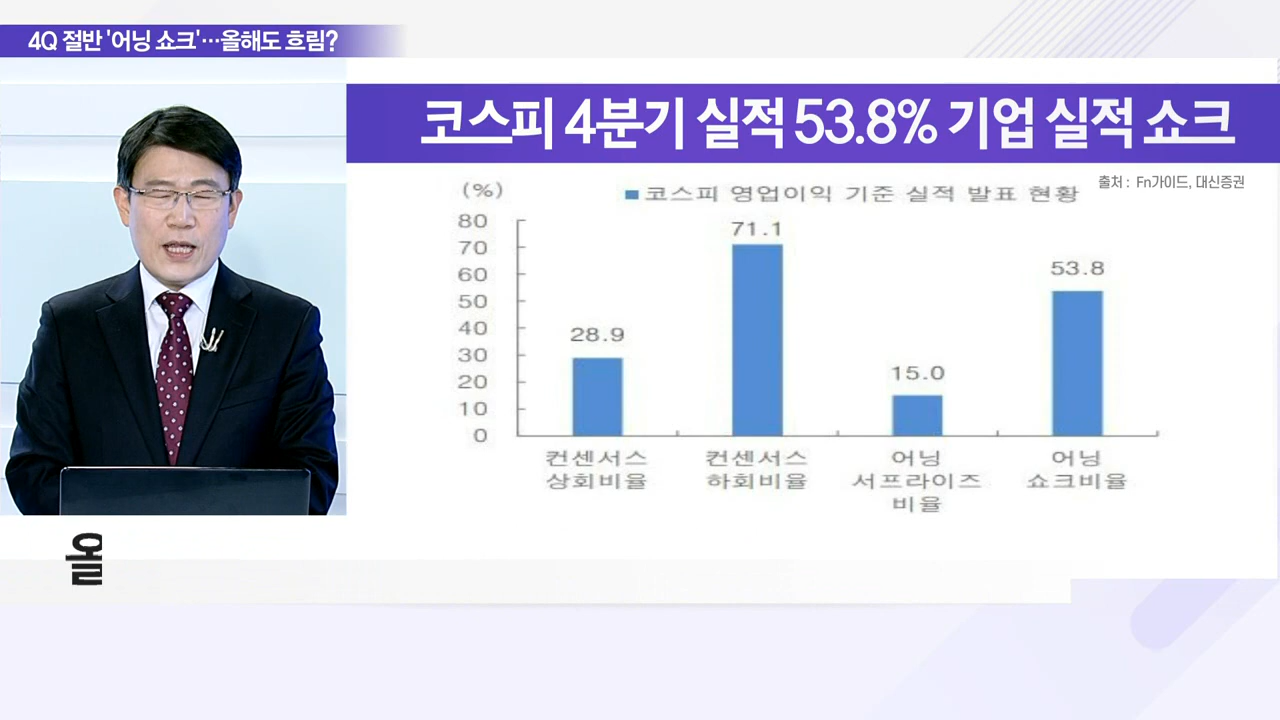 4Q 절반 '어닝 쇼크'…올해도 흐림?
코스피 4분기 실적 53.8% 기업 실적 쇼크
출처 : Fn가이드, 대신증권
(%)
코스피 영업이익 기준 실적 발표 현황
80
70
60
50
40
30
20
10
0
28.9
71.1
15.0
53.8
컨센서스
상회비율
컨센서스
하회비율
어닝
서프라이즈
비율
어닝
쇼크비율
올